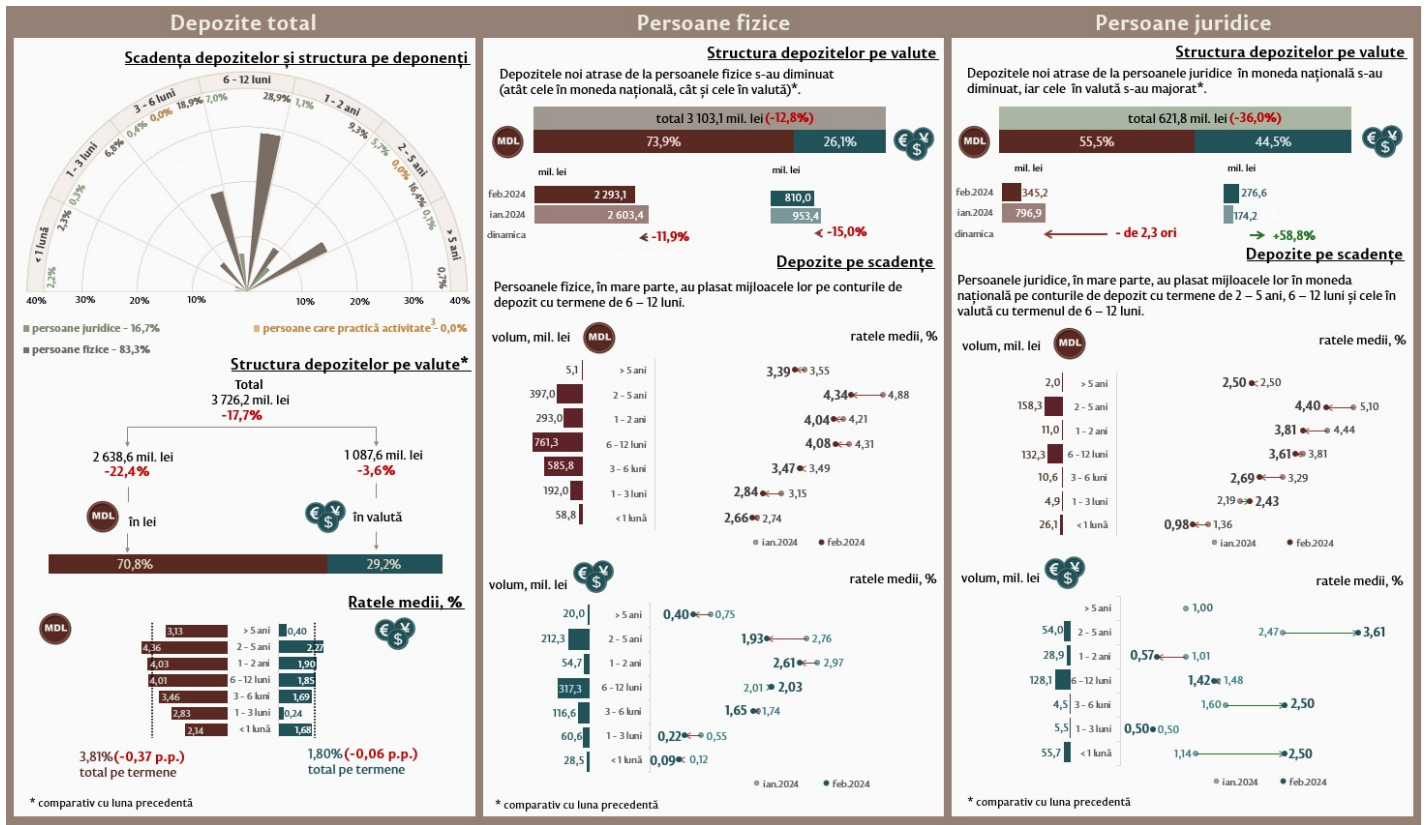 Depozite total
Scadența depozitelor și structura pe deponenți
< 1 lună
1 - 3 luni
3 - 6 luni
6 - 12 luni
1 - 2 ani
2 - 5 ani
> 5 ani
2,2%
2,3%
0,3%
6,8%
0,4%
0,0%
18,9%
7,0%
28,9%
1,1%
9,3%
5,7%
0,0%
16,4%
0,1%
0,7%
40% 30% 20% 10% 10% 20% 30% 40%
persoane juridice - 16,7%
persoane care practică activitate3 - 0,0%
persoane fizice - 83,3%
Structura depozitelor pe valute*
Total
3 726,2 mil. lei
-17,7%
2 638,6 mil. lei
-22,4%
1 087,6 mil. lei
-3,6%
MDL în lei
€ ¥ $ în valută
70,8% 29,2%
Ratele medii, %
MDL
€ ¥ $
3,13 > 5 ani 0,40
4,36 2 - 5 ani 2,27
4,03 1 - 2 ani 1,90
4,01 6 - 12 luni 1,85
3,46 3 - 6 luni 1,69
2,83 1 - 3 luni 0,24
2,14 < 1 lună 1,68
3,81% (-0,37 p.p.)
total pe termene
1,80% (-0,06 p.p.)
total pe termene
* comparativ cu luna precedentă
Persoane fizice
Structura depozitelor pe valute
Depozitele noi atrase de la persoanele fizice s-au diminuat
(atât cele în moneda națională, cât și cele în valută)*.
total 3 103,1 mil. lei (-12,8%)
MDL 73,9% 26,1% € ¥ $
mil. lei mil. lei
feb.2024 2 293,1 810,0
ian.2024 2 603,4 953,4
dinamica -11,9% -15,0%
Depozite pe scadențe
Persoanele fizice, în mare parte, au plasat mijloacele lor pe conturile de
depozit cu termene de 6 – 12 luni.
volum, mil. lei MDL ratele medii, %
5,1 > 5 ani 3,39 3,55
397,0 2 - 5 ani 4,34 4,88
293,0 1 - 2 ani 4,04 4,21
761,3 6 - 12 luni 4,08 4,31
585,8 3 - 6 luni 3,47 3,49
192,0 1 - 3 luni 2,84 3,15
58,8 < 1 lună 2,66 2,74
ian.2024 feb.2024
volum, mil. lei € ¥ $ ratele medii, %
20,0 > 5 ani 0,40 0,75
212,3 2 - 5 ani 1,93 2,76
54,7 1 - 2 ani 2,61 2,97
317,3 6 - 12 luni 2,01 2,03
116,6 3 - 6 luni 1,65 1,74
60,6 1 - 3 luni 0,22 0,55
28,5 < 1 lună 0,09 0,12
ian.2024 feb.2024
* comparativ cu luna precedentă
Persoane juridice
Structura depozitelor pe valute
Depozitele noi atrase de la persoanele juridice în moneda națională s-au
diminuat, iar cele în valută s-au majorat*.
total 621,8 mil. lei (-36,0%)
MDL 55,5% 44,5% € ¥ $
mil. lei mil. lei
feb.2024 345,2 276,6
ian.2024 796,9 174,2
dinamica - de 2,3 ori +58,8%
Depozite pe scadențe
Persoanele juridice, în mare parte, au plasat mijloacele lor în moneda
națională pe conturile de depozit cu termene de 2 – 5 ani, 6 – 12 luni și cele în
valută cu termenul de 6 – 12 luni.
volum, mil. lei MDL ratele medii, %
2,0 > 5 ani 2,50 2,50
158,3 2 - 5 ani 4,40 5,10
11,0 1 - 2 ani 3,81 4,44
132,3 6 - 12 luni 3,61 3,81
10,6 3 - 6 luni 2,69 3,29
4,9 1 - 3 luni 2,19 2,43
26,1 < 1 lună 0,98 1,36
ian.2024 feb.2024
volum, mil. lei € ¥ $ ratele medii, %
> 5 ani 1,00
54,0 2 - 5 ani 2,47 3,61
28,9 1 - 2 ani 0,57 1,01
128,1 6 - 12 luni 1,42 1,48
4,5 3 - 6 luni 1,60 2,50
5,5 1 - 3 luni 0,50 0,50
55,7 < 1 lună 1,14 2,50
ian.2024 feb.2024
* comparativ cu luna precedentă